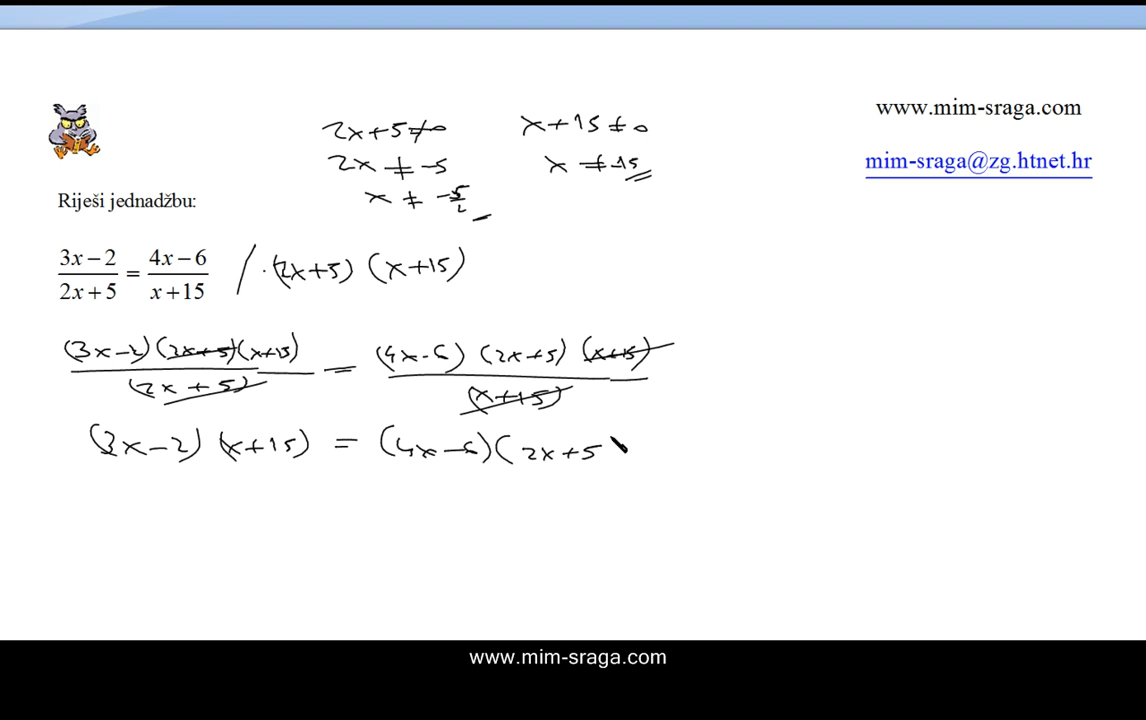 www.mim-sraga.com
mim-sraga@zg.htnet.hr
2x+5≠0 x+15≠0
2x ≠ -5 x ≠ -15
x ≠ -5/2
Riješi jednadžbu:
(3x − 2)/(2x + 5) = (4x − 6)/(x + 15) / ·(2x+5) (x+15)
(3x-2)(2x+5)(x+15)/(2x+5) = (4x-6)(2x+5)(x+15)/(x+15)
(3x-2)(x+15) = (4x-6)(2x+5
www.mim-sraga.com